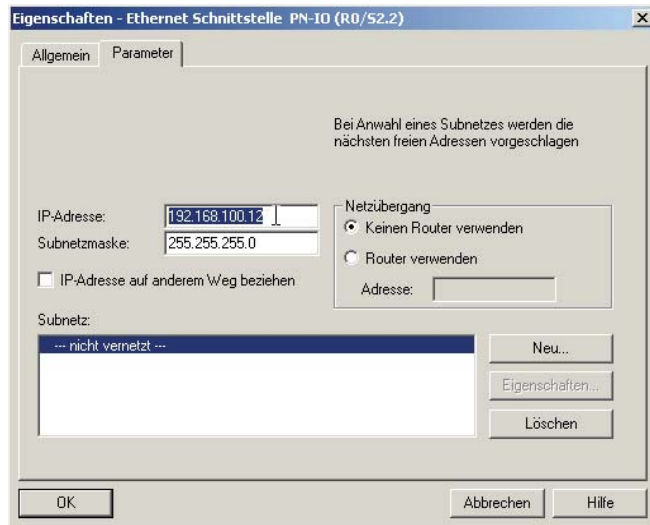 Eigenschaften - Ethernet Schnittstelle PN-IO (R0/S2.2)
Allgemein
Parameter
Bei Anwahl eines Subnetzes werden die
nächsten freien Adressen vorgeschlagen
IP-Adresse:
192.168.100.12
Subnetzmaske:
255.255.255.0
IP-Adresse auf anderem Weg beziehen
Netzübergang
Keinen Router verwenden
Router verwenden
Adresse:
Subnetz:
--- nicht vernetzt ---
Neu...
Eigenschaften...
Löschen
OK
Abbrechen
Hilfe